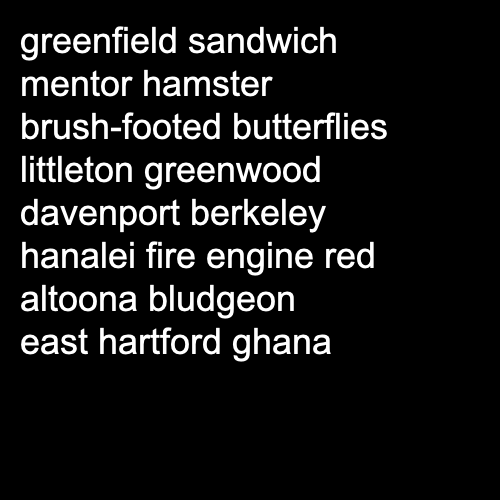 greenfield sandwich
mentor hamster
brush-footed butterflies
littleton greenwood
davenport berkeley
hanalei fire engine red
altoona bludgeon
east hartford ghana